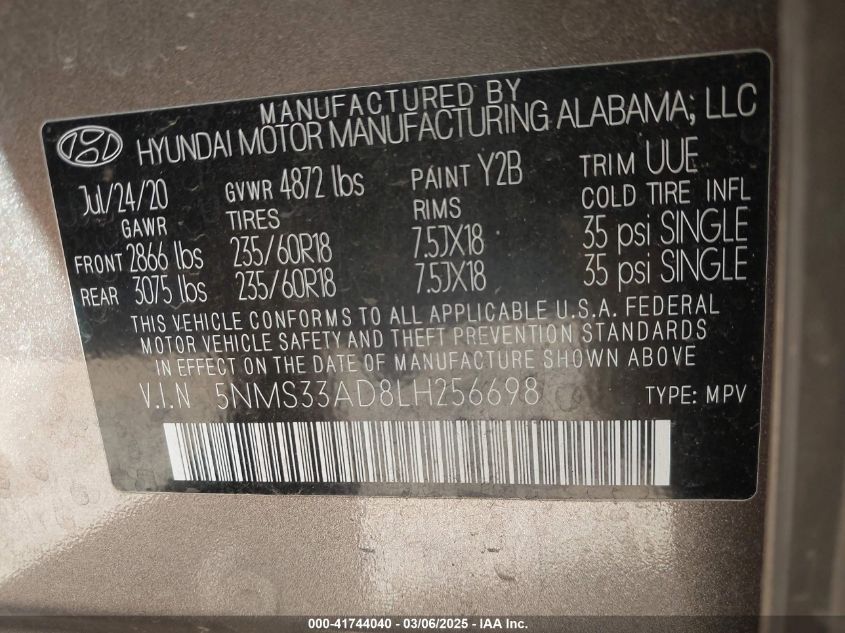 MANUFACTURED BY
HYUNDAI MOTOR MANUFACTURING ALABAMA, LLC
Jul/24/20 GVWR 4872 lbs PAINT Y2B TRIM UUE
GAWR TIRES RIMS COLD TIRE INFL
FRONT 2866 lbs 235/60R18 7.5JX18 35 psi SINGLE
REAR 3075 lbs 235/60R18 7.5JX18 35 psi SINGLE
THIS VEHICLE CONFORMS TO ALL APPLICABLE U.S.A. FEDERAL
MOTOR VEHICLE SAFETY AND THEFT PREVENTION STANDARDS
IN EFFECT ON THE DATE OF MANUFACTURE SHOWN ABOVE
V.I.N 5NMS33AD8LH256698 TYPE: MPV
000-41744040 — 03/06/2025 — IAA Inc.